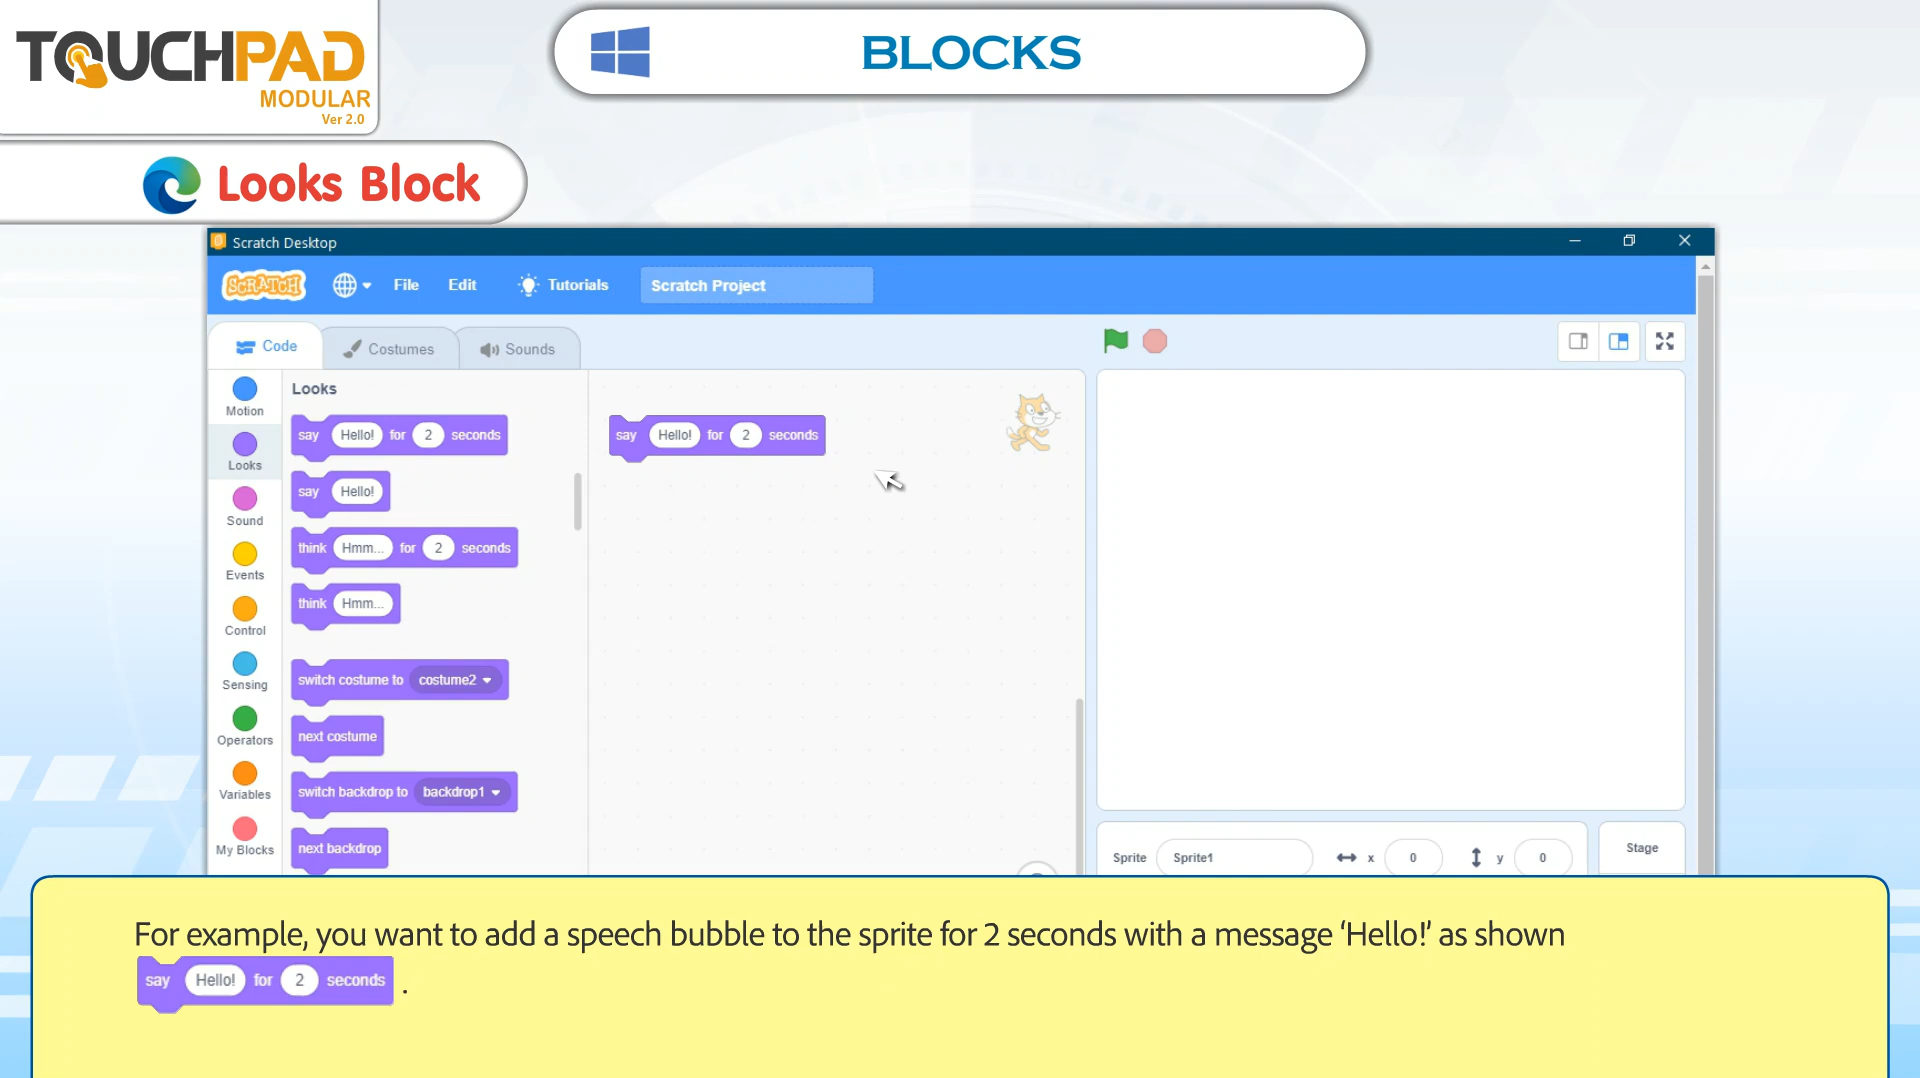 TOUCHPAD
MODULAR
Ver 2.0
BLOCKS
Looks Block
Scratch Desktop
SCRATCH
File
Edit
Tutorials
Scratch Project
Code
Costumes
Sounds
Motion
Looks
Sound
Events
Control
Sensing
Operators
Variables
My Blocks
Looks
say Hello! for 2 seconds
say Hello!
think Hmm... for 2 seconds
think Hmm...
switch costume to costume2
next costume
switch backdrop to backdrop1
next backdrop
say Hello! for 2 seconds
Sprite Sprite1 x 0 y 0
Stage
For example, you want to add a speech bubble to the sprite for 2 seconds with a message ‘Hello!’ as shown
say Hello! for 2 seconds .